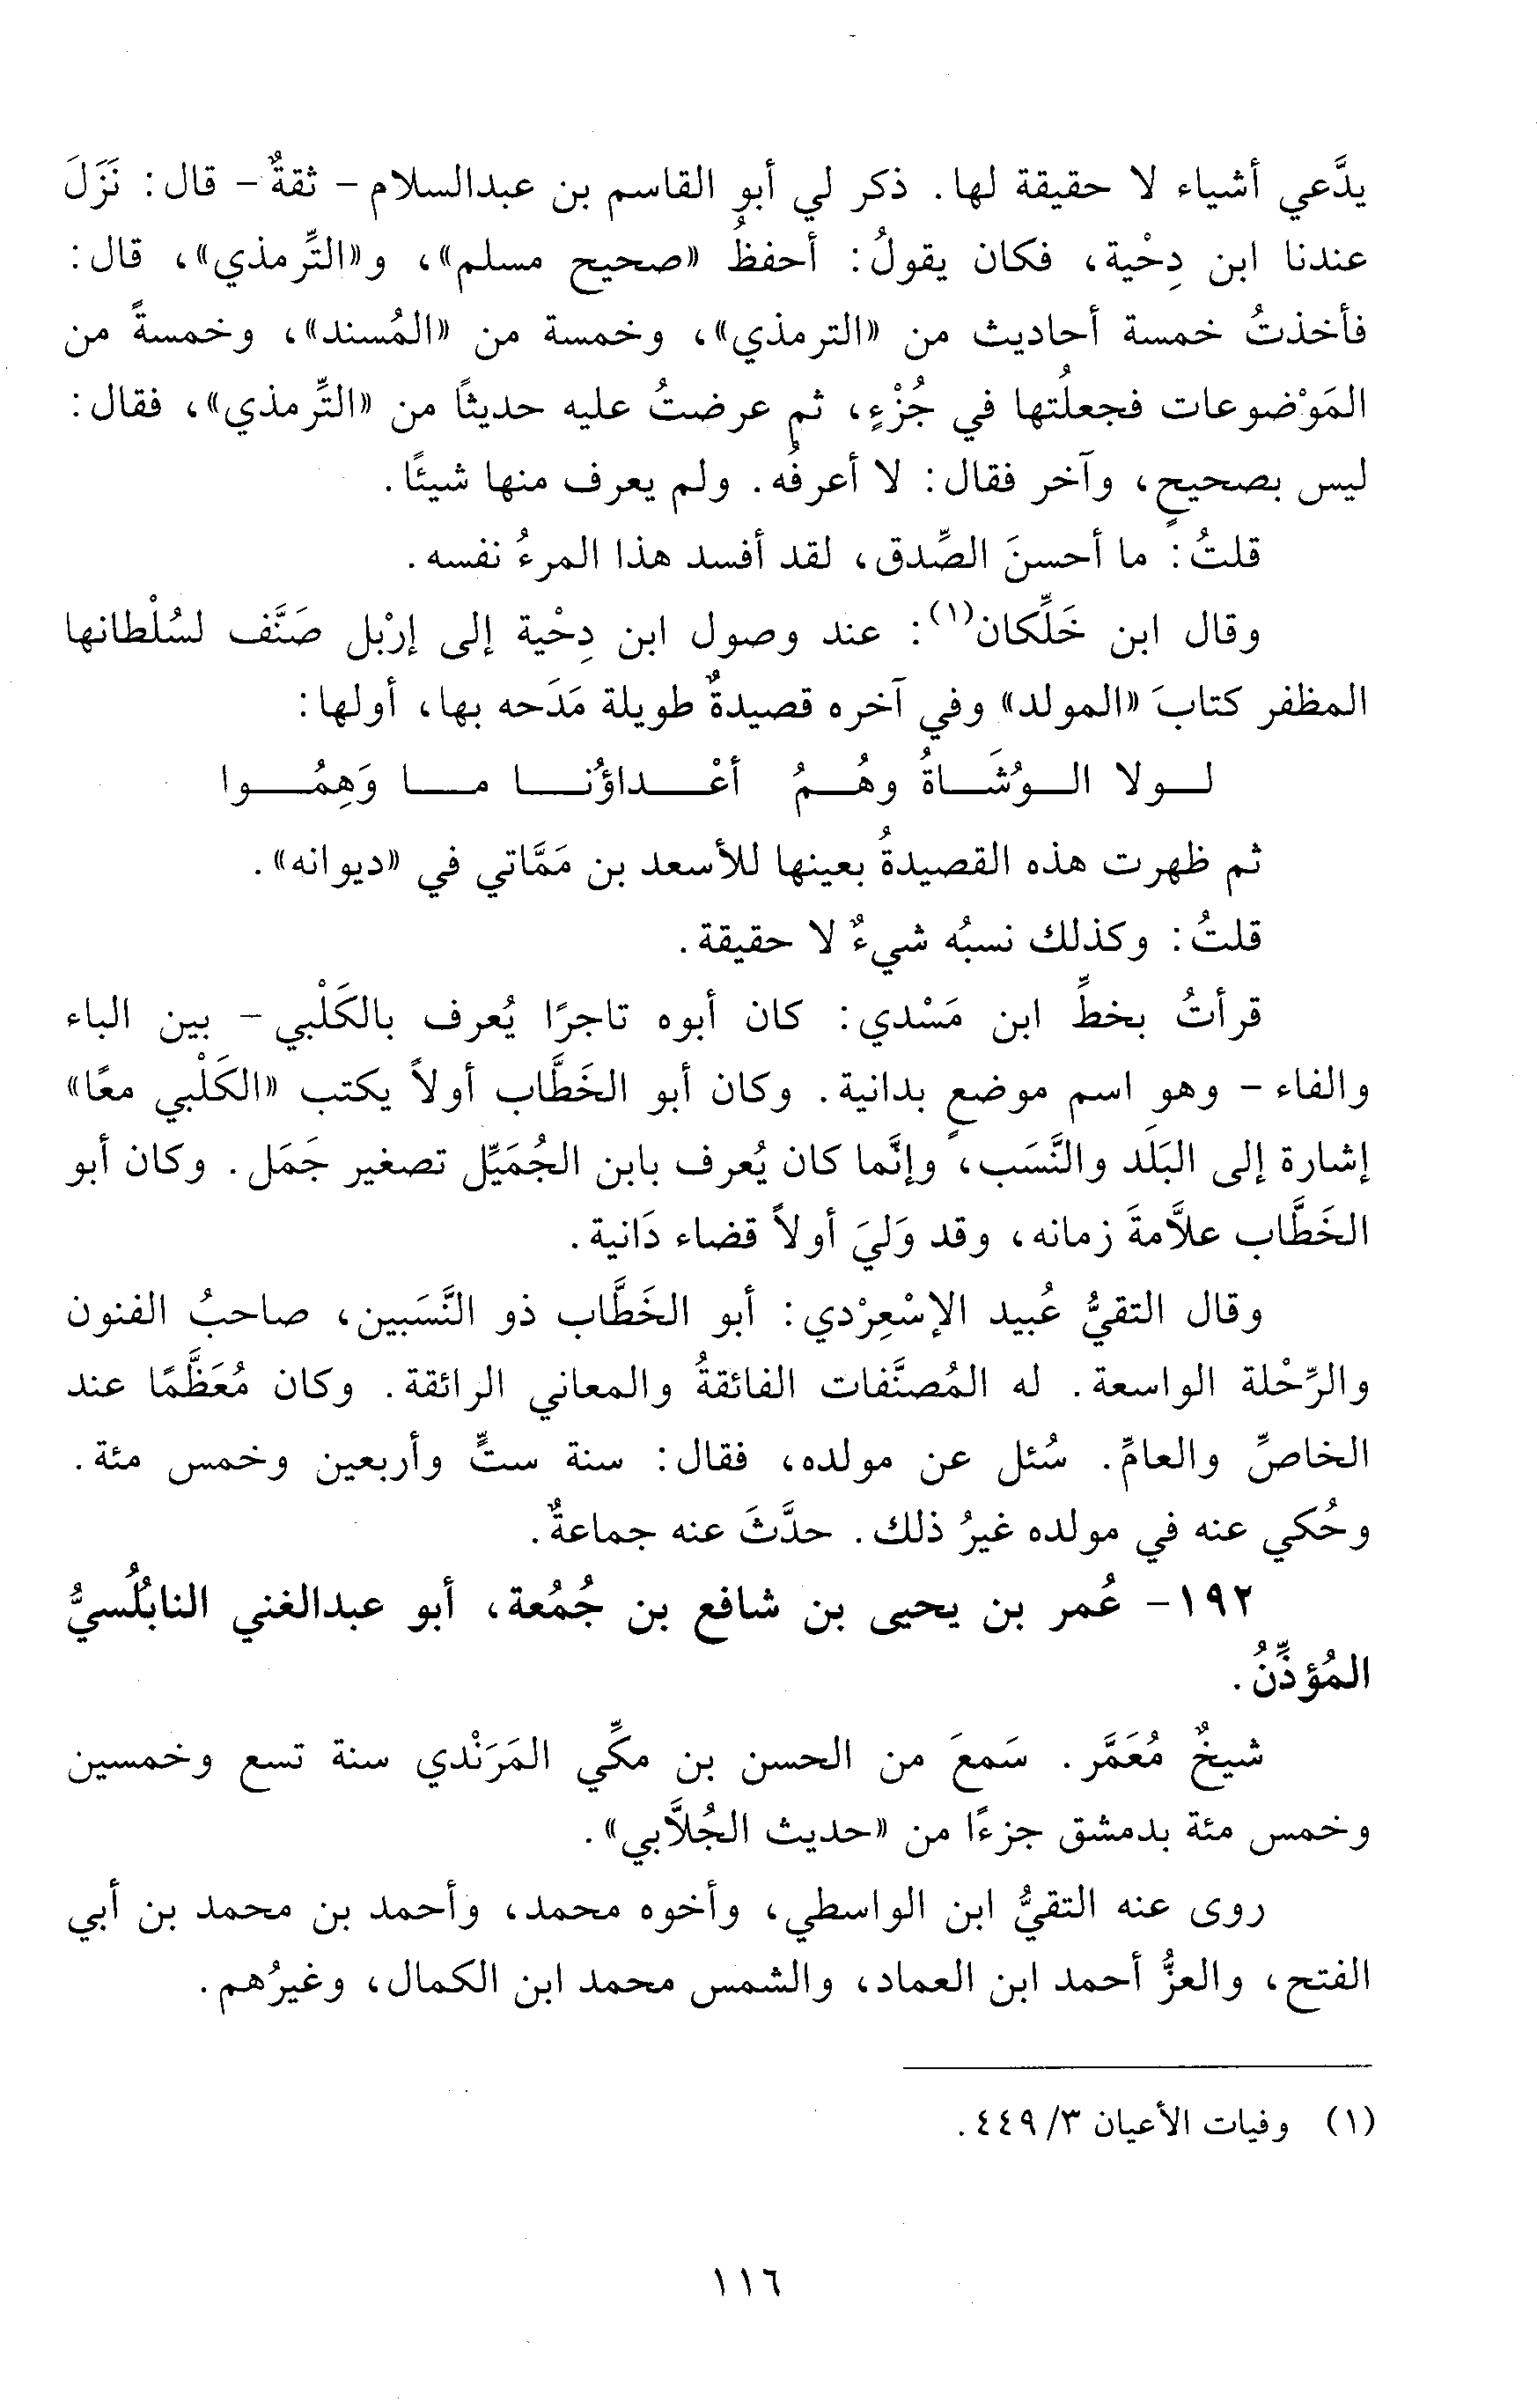 يدَّعي أشياء لا حقيقة لها. ذكر لي أبو القاسم بن عبدالسلام - ثقةٌ - قال: نَزَلَ
عندنا ابن دِحْية، فكان يقولُ: أحفظُ «صحيح مسلم»، و«التِّرمذي»، قال:
فأخذتُ خمسة أحاديث من «الترمذي»، وخمسة من «المُسند»، وخمسةً من
المَوْضوعات فجعلُتها في جُزْءٍ، ثم عرضتُ عليه حديثًا من «التِّرمذي»، فقال:
ليس بصحيحٍ، وآخر فقال: لا أعرفُه. ولم يعرف منها شيئًا.
قلتُ: ما أحسنَ الصِّدق، لقد أفسد هذا المرءُ نفسه.
وقال ابن خَلِّكان(١): عند وصول ابن دِحْية إلى إرْبل صَنَّف لسُلْطانها
المظفر كتابَ «المولد» وفي آخره قصيدةٌ طويلة مَدَحه بها، أولها:
لـولا الـوُشَـاةُ وهُـمُ أعْـداؤُنـا مـا وَهِمُـوا
ثم ظهرت هذه القصيدةُ بعينها للأسعد بن مَمَّاتي في «ديوانه».
قلتُ: وكذلك نسبُه شيءٌ لا حقيقة.
قرأتُ بخطِّ ابن مَسْدي: كان أبوه تاجرًا يُعرف بالكَلْبي - بين الباء
والفاء - وهو اسم موضعٍ بدانية. وكان أبو الخَطَّاب أولاً يكتب «الكَلْبي معًا»
إشارة إلى البَلَد والنَّسَب، وإنَّما كان يُعرف بابن الجُمَيِّل تصغير جَمَل. وكان أبو
الخَطَّاب علاَّمةَ زمانه، وقد وَليَ أولاً قضاء دَانية.
وقال التقيُّ عُبيد الإسْعِرْدي: أبو الخَطَّاب ذو النَّسَبين، صاحبُ الفنون
والرِّحْلة الواسعة. له المُصنَّفات الفائقةُ والمعاني الرائقة. وكان مُعَظَّمًا عند
الخاصِّ والعامِّ. سُئل عن مولده، فقال: سنة ستٍّ وأربعين وخمس مئة.
وحُكي عنه في مولده غيرُ ذلك. حدَّثَ عنه جماعةٌ.
١٩٢- عُمر بن يحيى بن شافع بن جُمُعة، أبو عبدالغني النابُلُسيُّ
المُؤذِّنُ.
شيخٌ مُعَمَّر. سَمعَ من الحسن بن مكِّي المَرَنْدي سنة تسع وخمسين
وخمس مئة بدمشق جزءًا من «حديث الجُلاَّبي».
روى عنه التقيُّ ابن الواسطي، وأخوه محمد، وأحمد بن محمد بن أبي
الفتح، والعزُّ أحمد ابن العماد، والشمس محمد ابن الكمال، وغيرُهم.
(١) وفيات الأعيان ٣/ ٤٤٩.
١١٦